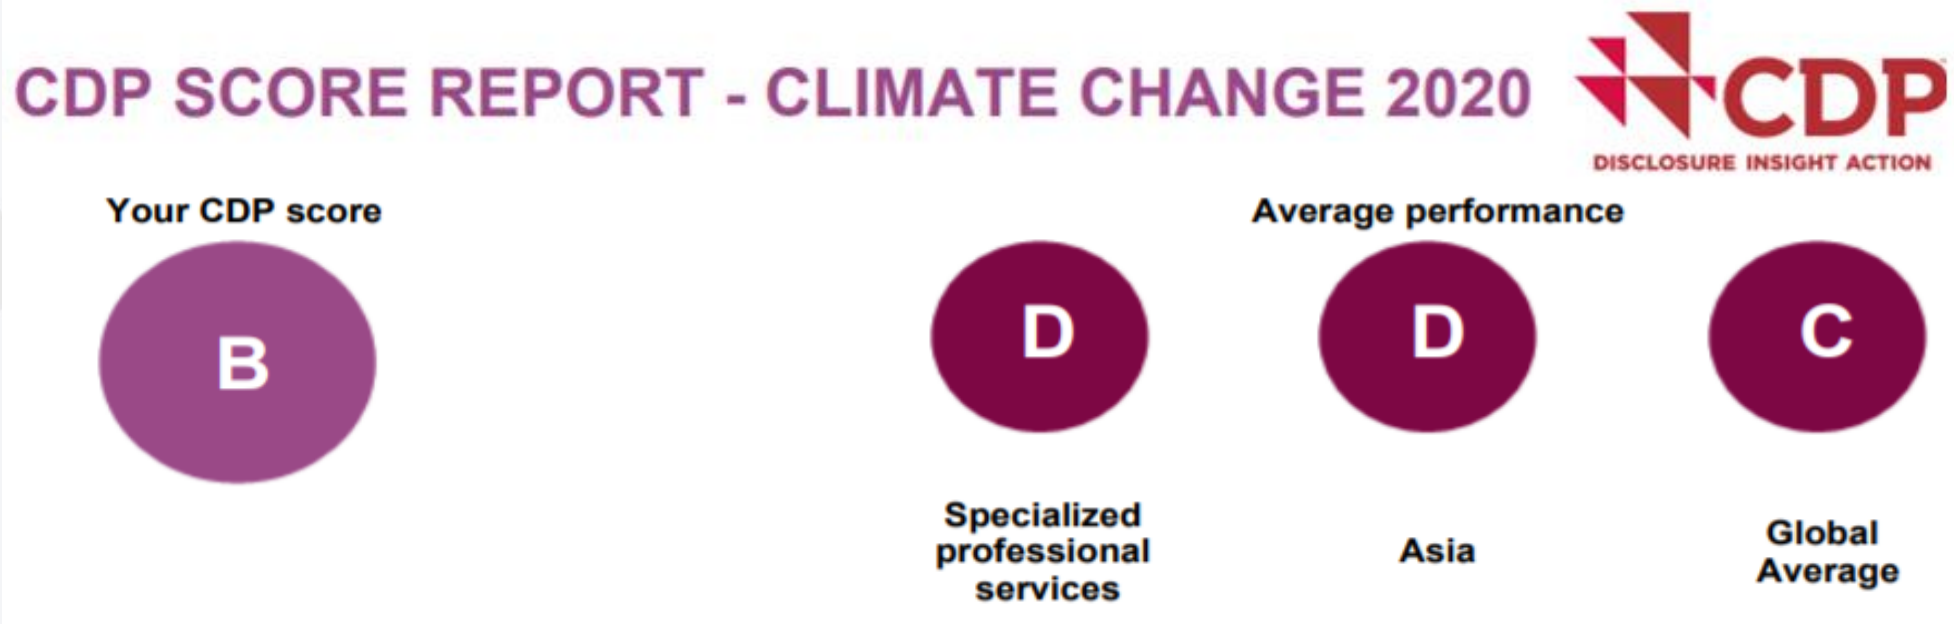 CDP SCORE REPORT - CLIMATE CHANGE 2020
CDP
DISCLOSURE INSIGHT ACTION
Your CDP score
B
Average performance
D
D
C
Specialized
professional
services
Asia
Global
Average